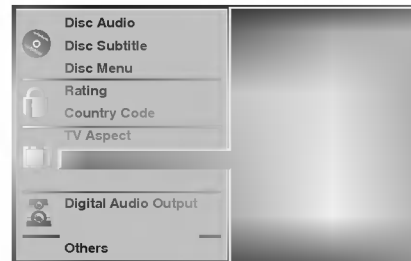 Disc Audio
Disc Subtitle
Disc Menu
Rating
Country Code
TV Aspect
Digital Audio Output
Others